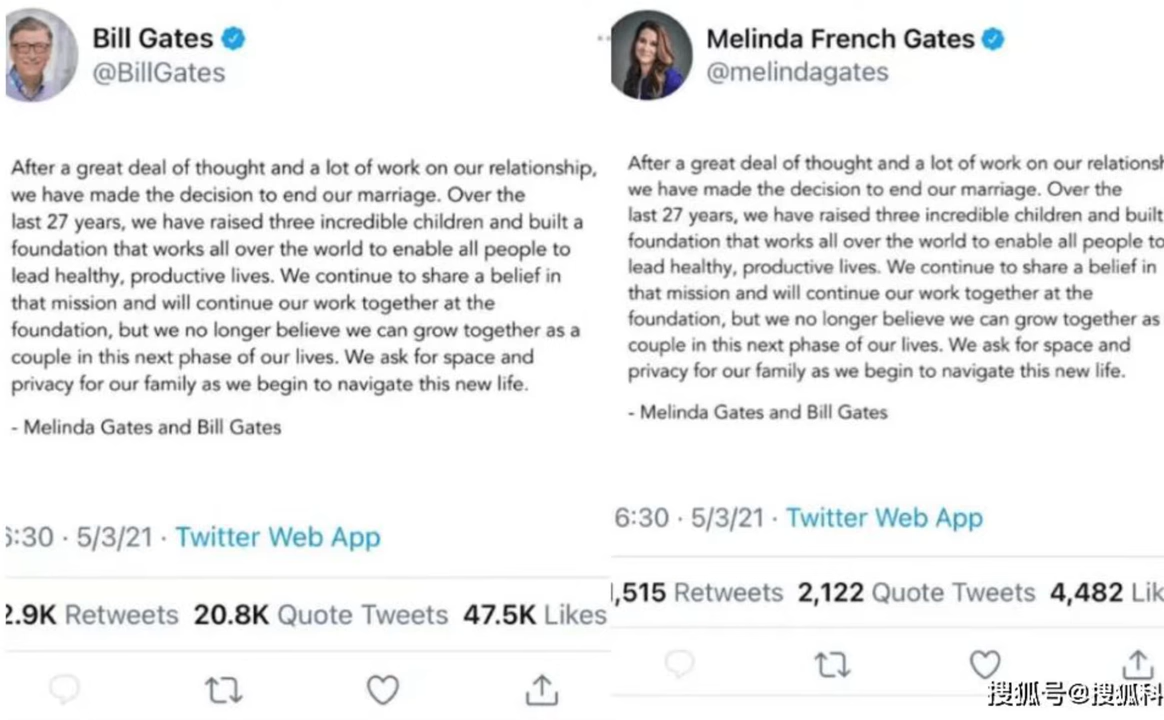 Bill Gates
@BillGates
After a great deal of thought and a lot of work on our relationship,
we have made the decision to end our marriage. Over the
last 27 years, we have raised three incredible children and built a
foundation that works all over the world to enable all people to
lead healthy, productive lives. We continue to share a belief in
that mission and will continue our work together at the
foundation, but we no longer believe we can grow together as a
couple in this next phase of our lives. We ask for space and
privacy for our family as we begin to navigate this new life.
- Melinda Gates and Bill Gates
6:30 · 5/3/21 · Twitter Web App
2.9K Retweets 20.8K Quote Tweets 47.5K Likes
Melinda French Gates
@melindagates
After a great deal of thought and a lot of work on our relationsh
we have made the decision to end our marriage. Over the
last 27 years, we have raised three incredible children and built
foundation that works all over the world to enable all people to
lead healthy, productive lives. We continue to share a belief in
that mission and will continue our work together at the
foundation, but we no longer believe we can grow together as
couple in this next phase of our lives. We ask for space and
privacy for our family as we begin to navigate this new life.
- Melinda Gates and Bill Gates
6:30 · 5/3/21 · Twitter Web App
,515 Retweets 2,122 Quote Tweets 4,482 Lik
搜狐号@搜狐科